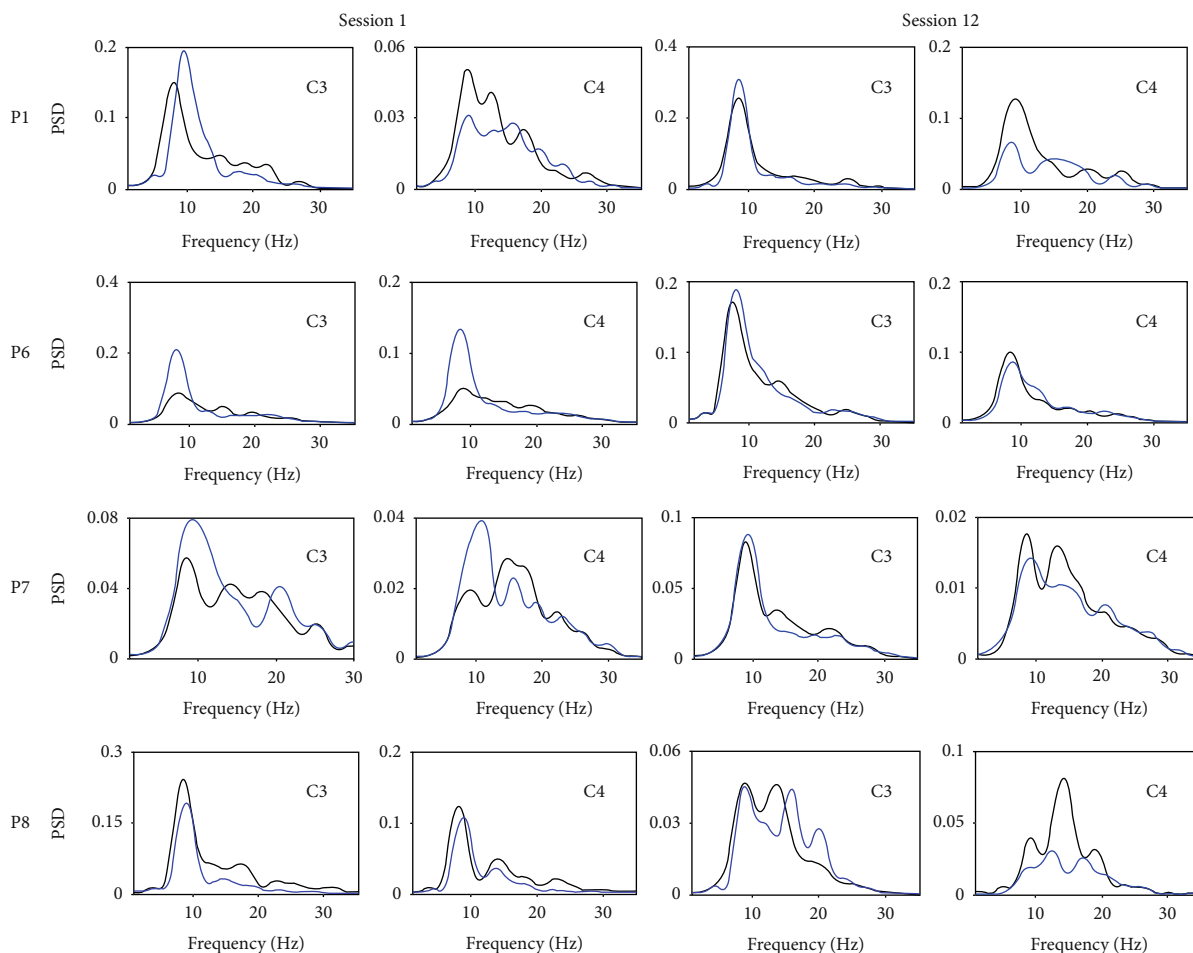 Session 1 Session 12
P1 PSD 0.2 0.1 0 C3 10 20 30 Frequency (Hz)
0.06 0.03 0 C4 10 20 30 Frequency (Hz)
0.4 0.2 0 C3 10 20 30 Frequency (Hz)
0.2 0.1 0 C4 10 20 30 Frequency (Hz)
P6 PSD 0.4 0.2 0 C3 10 20 30 Frequency (Hz)
0.2 0.1 0 C4 10 20 30 Frequency (Hz)
0.2 0.1 0 C3 10 20 30 Frequency (Hz)
0.2 0.1 0 C4 10 20 30 Frequency (Hz)
P7 PSD 0.08 0.04 0 C3 10 20 30 Frequency (Hz)
0.04 0.02 0 C4 10 20 30 Frequency (Hz)
0.1 0.05 0 C3 10 20 30 Frequency (Hz)
0.02 0.01 0 C4 10 20 30 Frequency (Hz)
P8 PSD 0.3 0.15 0 C3 10 20 30 Frequency (Hz)
0.2 0.1 0 C4 10 20 30 Frequency (Hz)
0.06 0.03 0 C3 10 20 30 Frequency (Hz)
0.1 0.05 0 C4 10 20 30 Frequency (Hz)